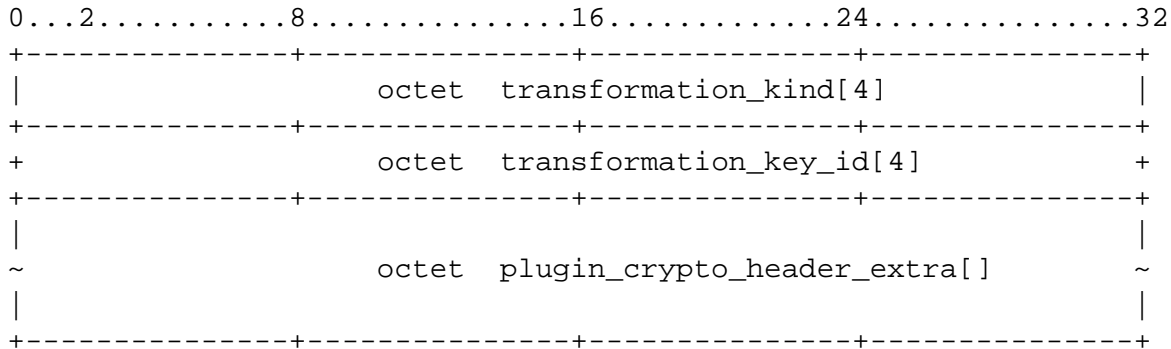 0...2...........8...............16..............24...............32
+---------------+---------------+---------------+---------------+
|                    octet  transformation_kind[4]              |
+---------------+---------------+---------------+---------------+
+                    octet  transformation_key_id[4]            +
+---------------+---------------+---------------+---------------+
|                                                               |
~                    octet  plugin_crypto_header_extra[]        ~
|                                                               |
+---------------+---------------+---------------+---------------+